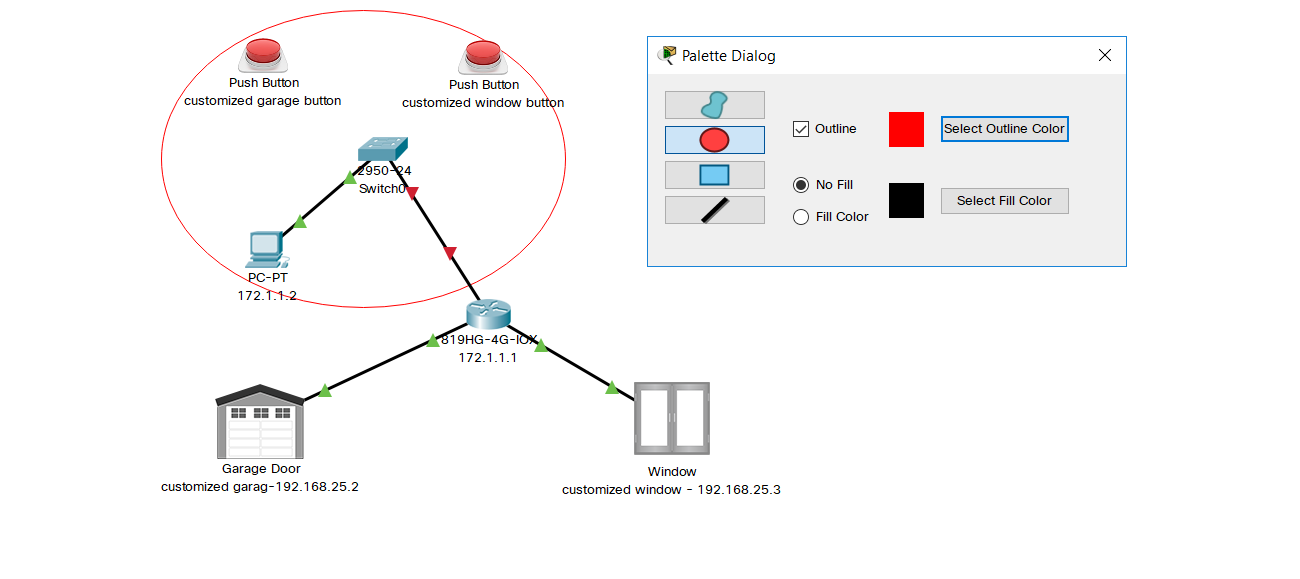 Push Button
customized garage button
Push Button
customized window button
2950-24
Switch0
PC-PT
172.1.1.2
819HG-4G-IOX
172.1.1.1
Garage Door
customized garag-192.168.25.2
Window
customized window - 192.168.25.3
Palette Dialog
Outline
Select Outline Color
No Fill
Fill Color
Select Fill Color